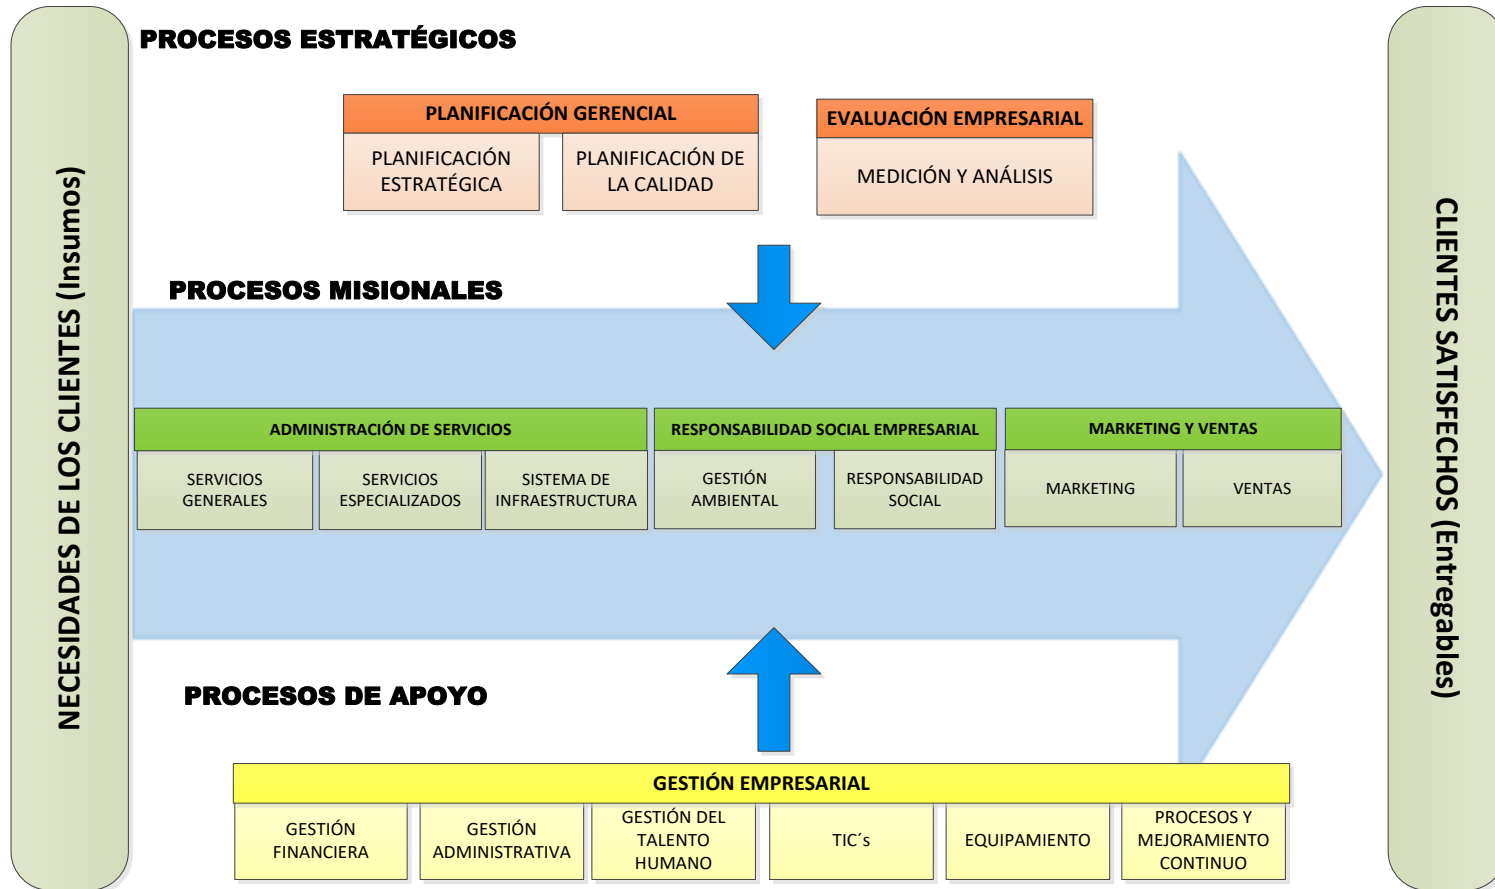 NECESIDADES DE LOS CLIENTES (Insumos)
PROCESOS ESTRATÉGICOS
PLANIFICACIÓN GERENCIAL
PLANIFICACIÓN
ESTRATÉGICA
PLANIFICACIÓN DE
LA CALIDAD
EVALUACIÓN EMPRESARIAL
MEDICIÓN Y ANÁLISIS
PROCESOS MISIONALES
ADMINISTRACIÓN DE SERVICIOS
SERVICIOS
GENERALES
SERVICIOS
ESPECIALIZADOS
SISTEMA DE
INFRAESTRUCTURA
RESPONSABILIDAD SOCIAL EMPRESARIAL
GESTIÓN
AMBIENTAL
RESPONSABILIDAD
SOCIAL
MARKETING Y VENTAS
MARKETING
VENTAS
PROCESOS DE APOYO
GESTIÓN EMPRESARIAL
GESTIÓN
FINANCIERA
GESTIÓN
ADMINISTRATIVA
GESTIÓN DEL
TALENTO
HUMANO
TIC´s
EQUIPAMIENTO
PROCESOS Y
MEJORAMIENTO
CONTINUO
CLIENTES SATISFECHOS (Entregables)